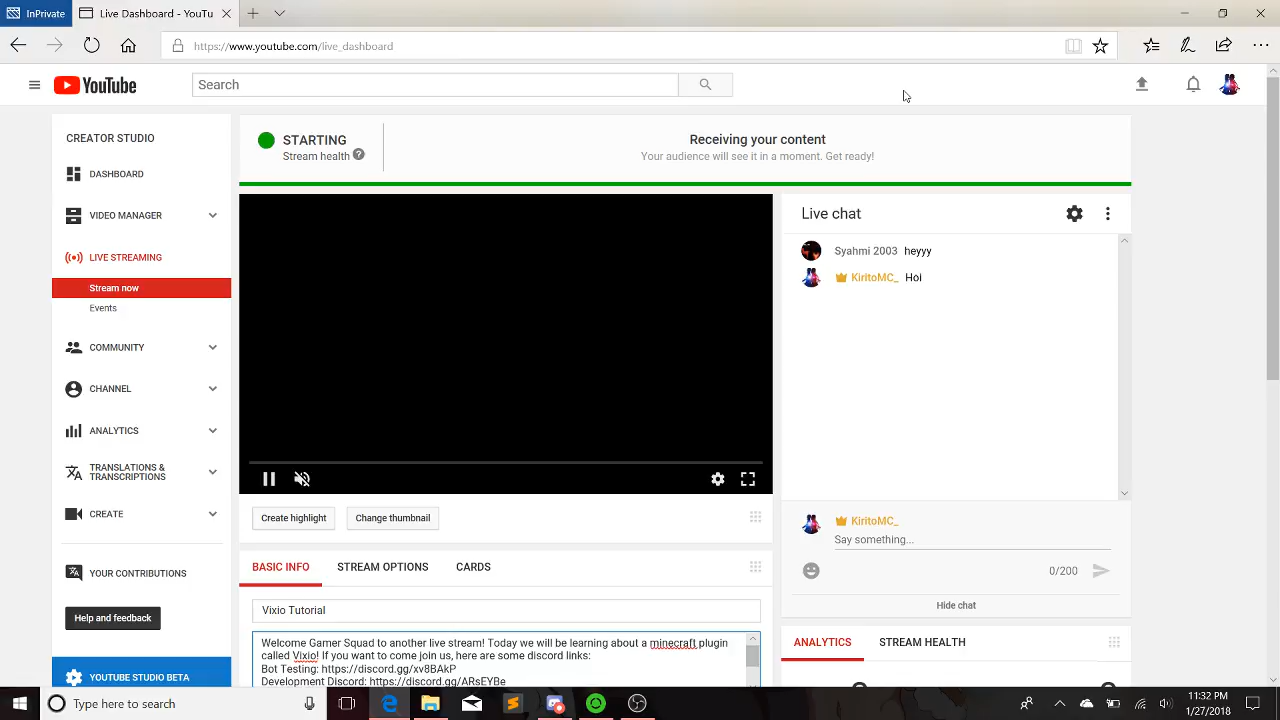 InPrivate
Live Dashboard - YouTu
https://www.youtube.com/live_dashboard
YouTube
Search
CREATOR STUDIO
DASHBOARD
VIDEO MANAGER
LIVE STREAMING
Stream now
Events
COMMUNITY
CHANNEL
ANALYTICS
TRANSLATIONS &
TRANSCRIPTIONS
CREATE
YOUR CONTRIBUTIONS
Help and feedback
YOUTUBE STUDIO BETA
STARTING
Stream health
Receiving your content
Your audience will see it in a moment. Get ready!
Create highlight
Change thumbnail
BASIC INFO
STREAM OPTIONS
CARDS
Vixio Tutorial
Welcome Gamer Squad to another live stream! Today we will be learning about a minecraft plugin
called Vixio! If you want to come join us, here are some discord links:
Bot Testing: https://discord.gg/xv8BAkP
Development Discord: https://discord.gg/ARsEYBe
Live chat
Syahmi 2003 heyyy
KiritoMC_ Hoi
KiritoMC_
Say something...
0/200
Hide chat
ANALYTICS
STREAM HEALTH
Type here to search
11:32 PM
1/27/2018